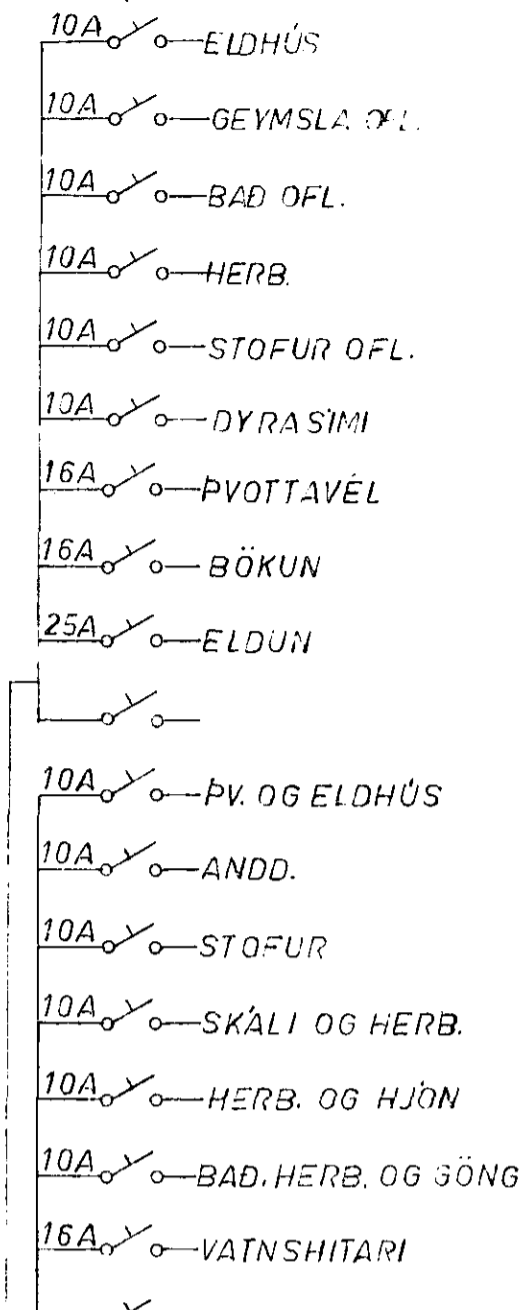 10A ELDHÚS
10A GEYMSLA OFL.
10A BAÐ OFL.
10A HERB.
10A STOFUR OFL.
10A DYRASÍMI
16A ÞVOTTAVÉL
16A BÖKUN
25A ELDUN
10A ÞV. OG ELDHÚS
10A ANDD.
10A STOFUR
10A SKÁLI OG HERB.
10A HERB. OG HJÓN
10A BAÐ, HERB. OG GÖNG
16A VATNSHITARI